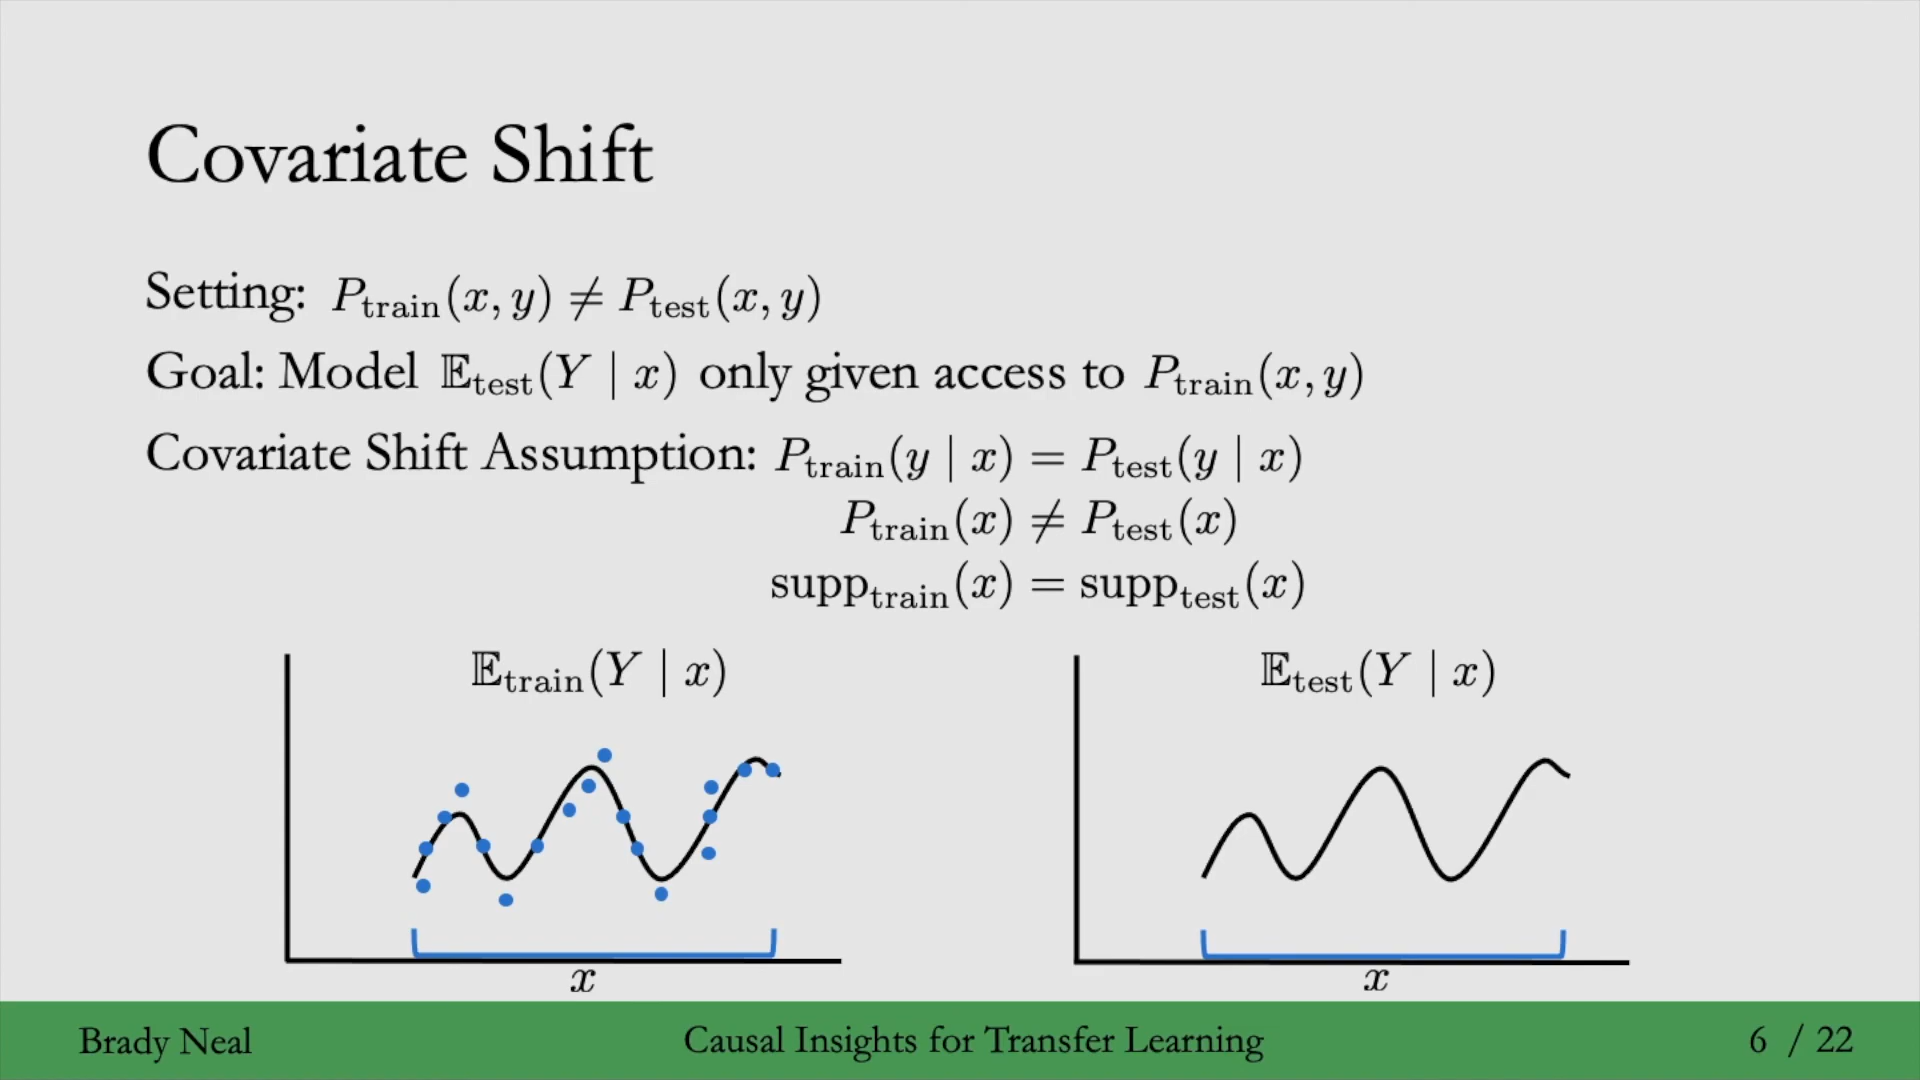 Covariate Shift
Setting: P_train(x, y) ≠ P_test(x, y)
Goal: Model 𝔼_test(Y | x) only given access to P_train(x, y)
Covariate Shift Assumption: P_train(y | x) = P_test(y | x)
P_train(x) ≠ P_test(x)
supp_train(x) = supp_test(x)
𝔼_train(Y | x)
x
𝔼_test(Y | x)
x
Brady Neal
Causal Insights for Transfer Learning
6 / 22